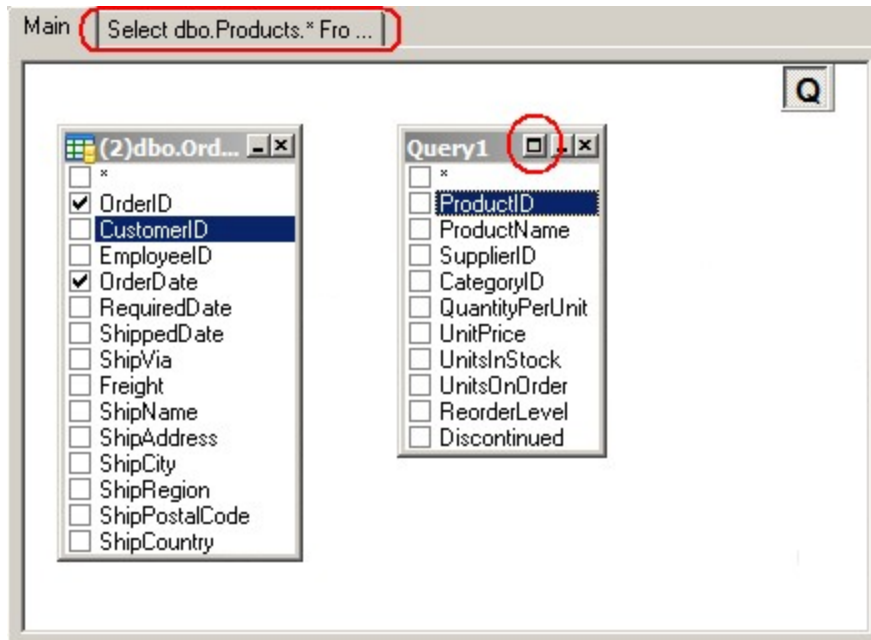 Main
Select dbo.Products.* Fro ...
Q
(2)dbo.Ord...
*
OrderID
CustomerID
EmployeeID
OrderDate
RequiredDate
ShippedDate
ShipVia
Freight
ShipName
ShipAddress
ShipCity
ShipRegion
ShipPostalCode
ShipCountry
Query1
*
ProductID
ProductName
SupplierID
CategoryID
QuantityPerUnit
UnitPrice
UnitsInStock
UnitsOnOrder
ReorderLevel
Discontinued